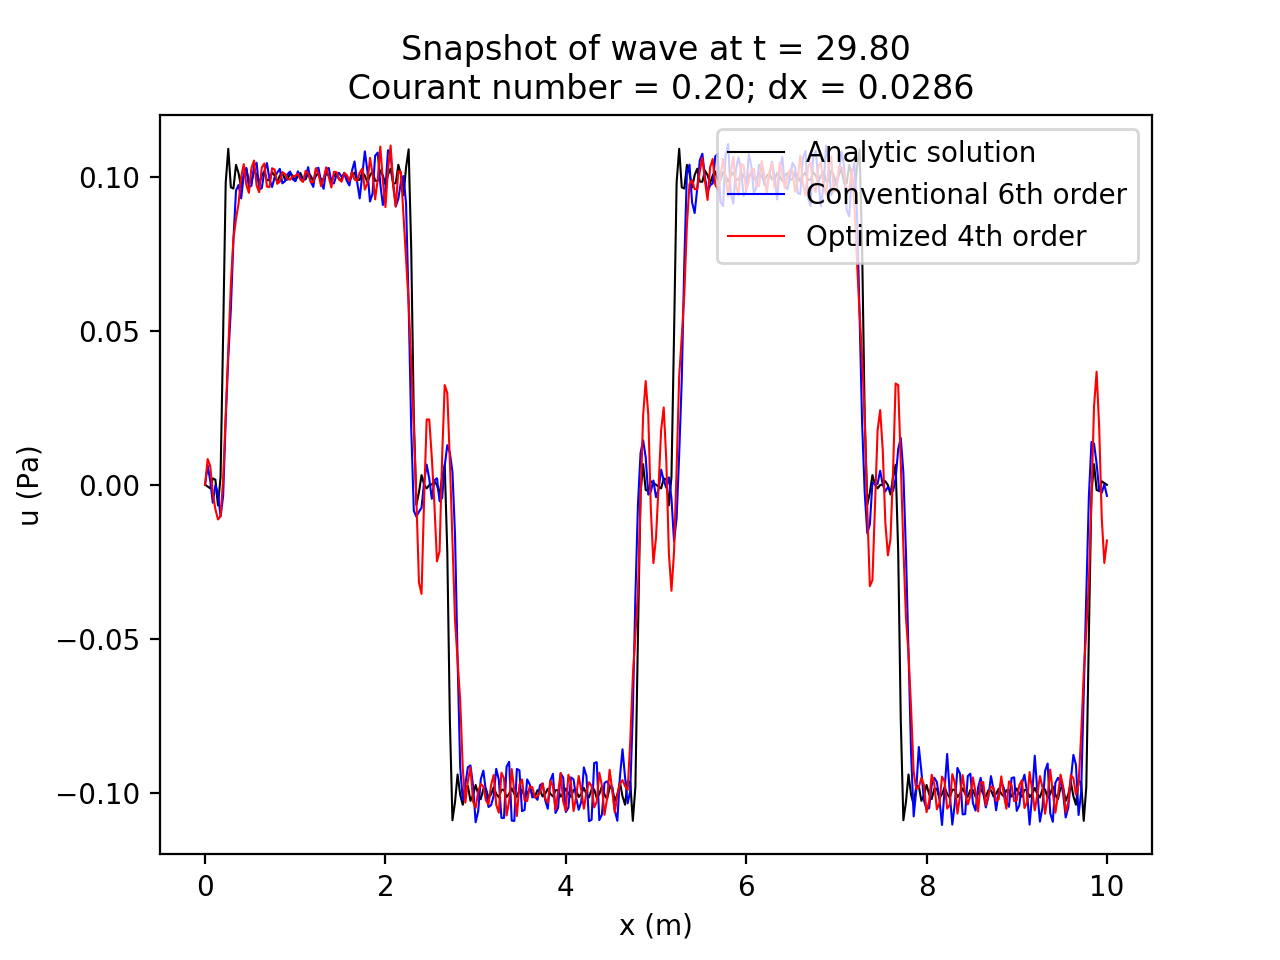 Snapshot of wave at t = 29.80
Courant number = 0.20; dx = 0.0286
Analytic solution
Conventional 6th order
Optimized 4th order
0.10
0.05
0.00
−0.05
−0.10
u (Pa)
0 2 4 6 8 10
x (m)